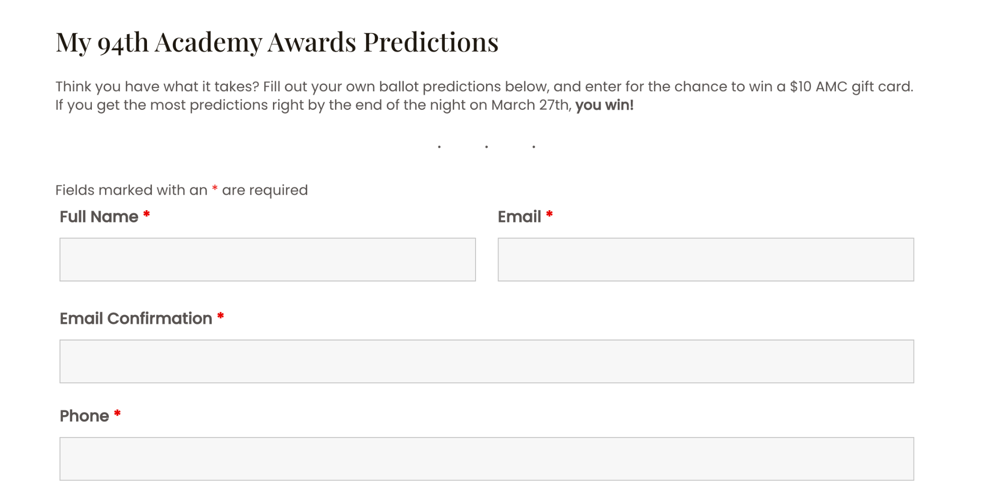 My 94th Academy Awards Predictions
Think you have what it takes? Fill out your own ballot predictions below, and enter for the chance to win a $10 AMC gift card.
If you get the most predictions right by the end of the night on March 27th, you win!
. . .
Fields marked with an * are required
Full Name *
Email *
Email Confirmation *
Phone *